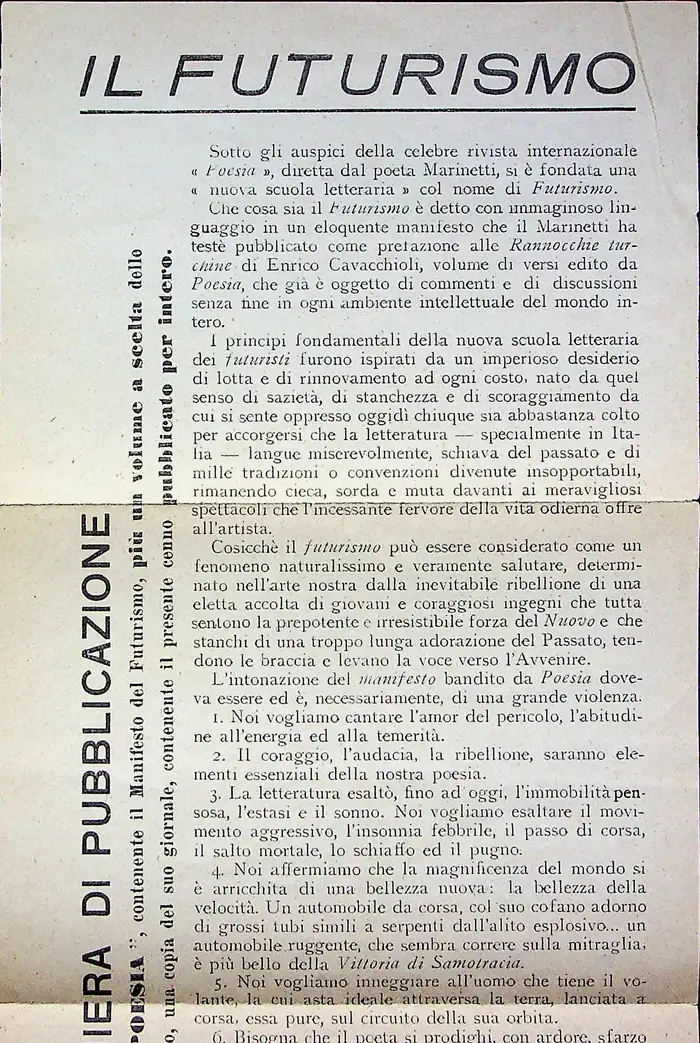 IL FUTURISMO
Sotto gli auspici della celebre rivista internazionale
« Poesia », diretta dal poeta Marinetti, si è fondata una
« nuova scuola letteraria » col nome di Futurismo.
Che cosa sia il Futurismo è detto con immaginoso lin-
guaggio in un eloquente manifesto che il Marinetti ha
testè pubblicato come prefazione alle Rannocchie tur-
chine di Enrico Cavacchioli, volume di versi edito da
Poesia, che già è oggetto di commenti e di discussioni
senza fine in ogni ambiente intellettuale del mondo in-
tero.
I principi fondamentali della nuova scuola letteraria
dei futuristi furono ispirati da un imperioso desiderio
di lotta e di rinnovamento ad ogni costo, nato da quel
senso di sazietà, di stanchezza e di scoraggiamento da
cui si sente oppresso oggidì chiuque sia abbastanza colto
per accorgersi che la letteratura — specialmente in Ita-
lia — langue miserevolmente, schiava del passato e di
mille tradizioni o convenzioni divenute insopportabili,
rimanendo cieca, sorda e muta davanti ai meravigliosi
spettacoli che l'incessante fervore della vita odierna offre
all'artista.
Cosicchè il futurismo può essere considerato come un
fenomeno naturalissimo e veramente salutare, determi-
nato nell'arte nostra dalla inevitabile ribellione di una
eletta accolta di giovani e coraggiosi ingegni che tutta
sentono la prepotente e irresistibile forza del Nuovo e che
stanchi di una troppo lunga adorazione del Passato, ten-
dono le braccia e levano la voce verso l'Avvenire.
L'intonazione del manifesto bandito da Poesia dove-
va essere ed è, necessariamente, di una grande violenza.
1. Noi vogliamo cantare l'amor del pericolo, l'abitudi-
ne all'energia ed alla temerità.
2. Il coraggio, l'audacia, la ribellione, saranno ele-
menti essenziali della nostra poesia.
3. La letteratura esaltò, fino ad oggi, l'immobilità pen-
sosa, l'estasi e il sonno. Noi vogliamo esaltare il movi-
mento aggressivo, l'insonnia febbrile, il passo di corsa,
il salto mortale, lo schiaffo ed il pugno.
4. Noi affermiamo che la magnificenza del mondo si
è arricchita di una bellezza nuova: la bellezza della
velocità. Un automobile da corsa, col suo cofano adorno
di grossi tubi simili a serpenti dall'alito esplosivo... un
automobile ruggente, che sembra correre sulla mitraglia,
è più bello della Vittoria di Samotracia.
5. Noi vogliamo inneggiare all'uomo che tiene il vo-
lante, la cui asta ideale attraversa la terra, lanciata a
corsa, essa pure, sul circuito della sua orbita.
6. Bisogna che il poeta si prodighi, con ardore, sfarzo
IERA DI PUBBLICAZIONE
POESIA”, contenente il Manifesto del Futurismo, più un volume a scelta dello
o, una copia del suo giornale, contenente il presente cenno pubblicato per intero.